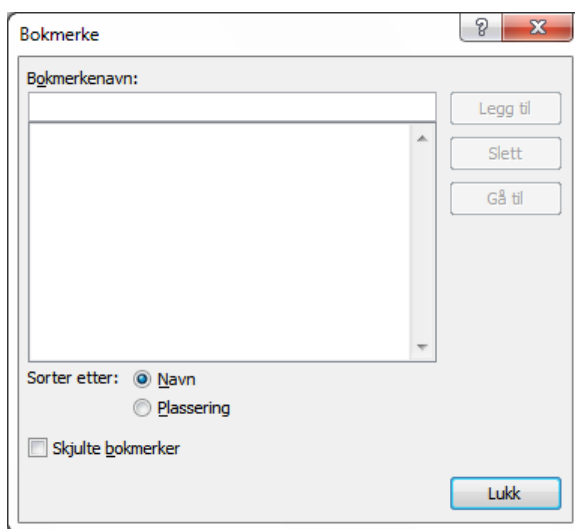 Bokmerke
Bokmerkenavn:
Legg til
Slett
Gå til
Sorter etter:
Navn
Plassering
Skjulte bokmerker
Lukk